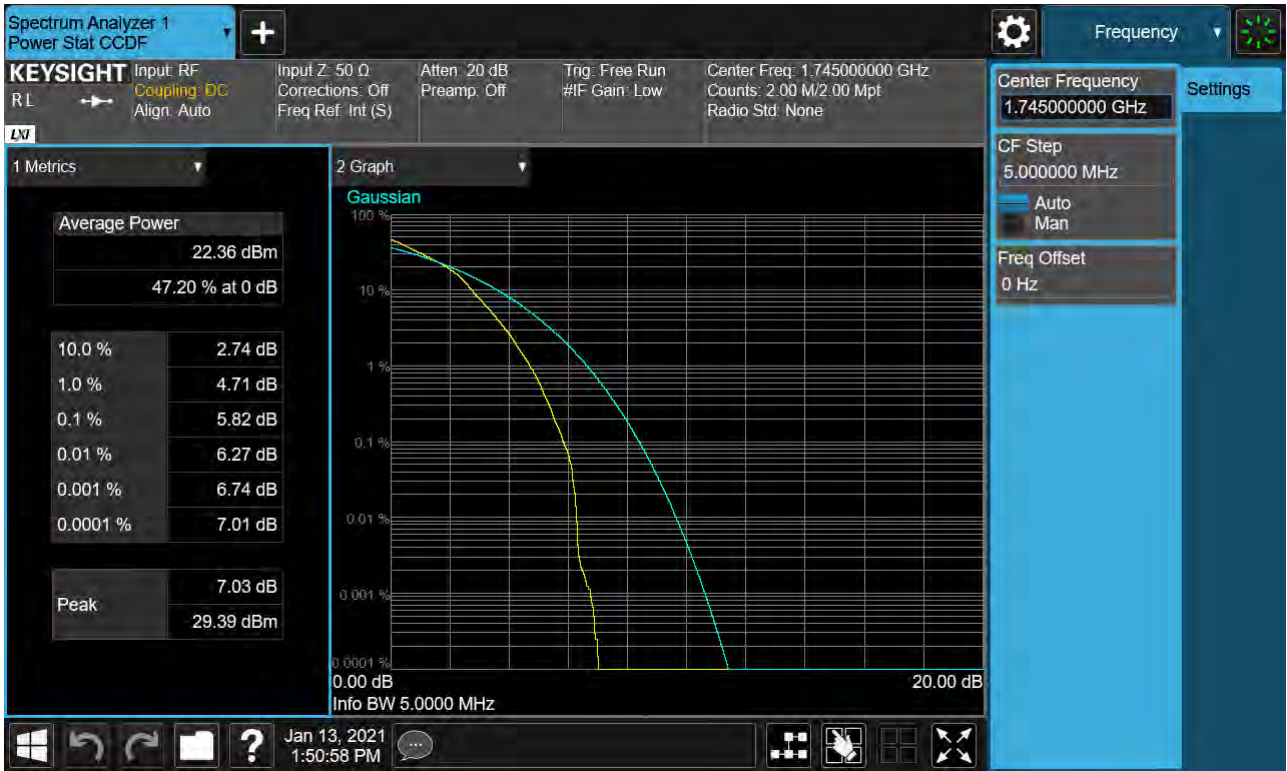 Spectrum Analyzer 1
Power Stat CCDF
+
Frequency
KEYSIGHT
RL
LXI
Input: RF
Coupling: DC
Align: Auto
Input Z: 50 Ω
Corrections: Off
Freq Ref: Int (S)
Atten: 20 dB
Preamp: Off
Trig: Free Run
#IF Gain: Low
Center Freq: 1.745000000 GHz
Counts: 2.00 M/2.00 Mpt
Radio Std: None
Center Frequency
1.745000000 GHz
Settings
CF Step
5.000000 MHz
Auto
Man
Freq Offset
0 Hz
1 Metrics
Average Power
22.36 dBm
47.20 % at 0 dB
10.0 % 2.74 dB
1.0 % 4.71 dB
0.1 % 5.82 dB
0.01 % 6.27 dB
0.001 % 6.74 dB
0.0001 % 7.01 dB
Peak
7.03 dB
29.39 dBm
2 Graph
Gaussian
100 %
10 %
1 %
0.1 %
0.01 %
0.001 %
0.0001 %
0.00 dB 20.00 dB
Info BW 5.0000 MHz
?
Jan 13, 2021
1:50:58 PM